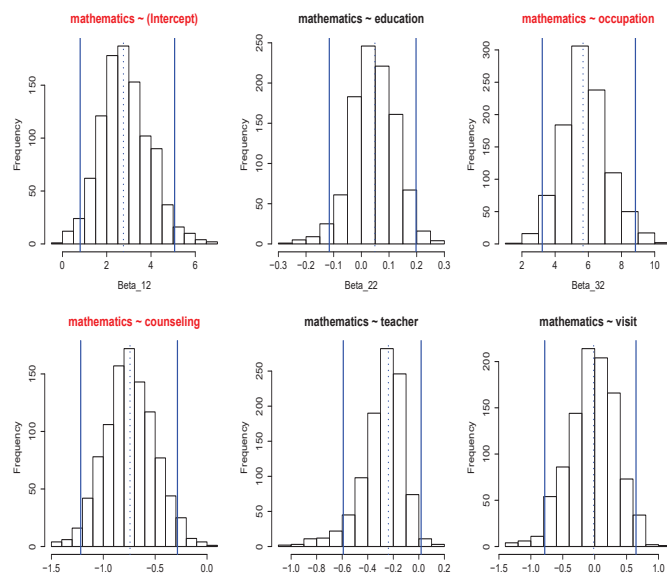 mathematics ~ (Intercept)
mathematics ~ education
mathematics ~ occupation
Frequency
0 50 100 150
0 2 4 6
Beta_12
Frequency
0 50 100 150 200 250
−0.3 −0.2 −0.1 0.0 0.1 0.2 0.3
Beta_22
Frequency
0 50 100 150 200 250 300
2 4 6 8 10
Beta_32
mathematics ~ counseling
mathematics ~ teacher
mathematics ~ visit
Frequency
0 50 100 150
−1.5 −1.0 −0.5 0.0
Frequency
0 50 100 150 200 250
−1.0 −0.8 −0.6 −0.4 −0.2 0.0 0.2
Frequency
0 50 100 150 200
−1.0 −0.5 0.0 0.5 1.0